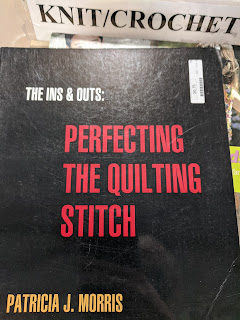 KNIT/CROCHET
THE INS & OUTS:
PERFECTING
THE QUILTING
STITCH
PATRICIA J. MORRIS